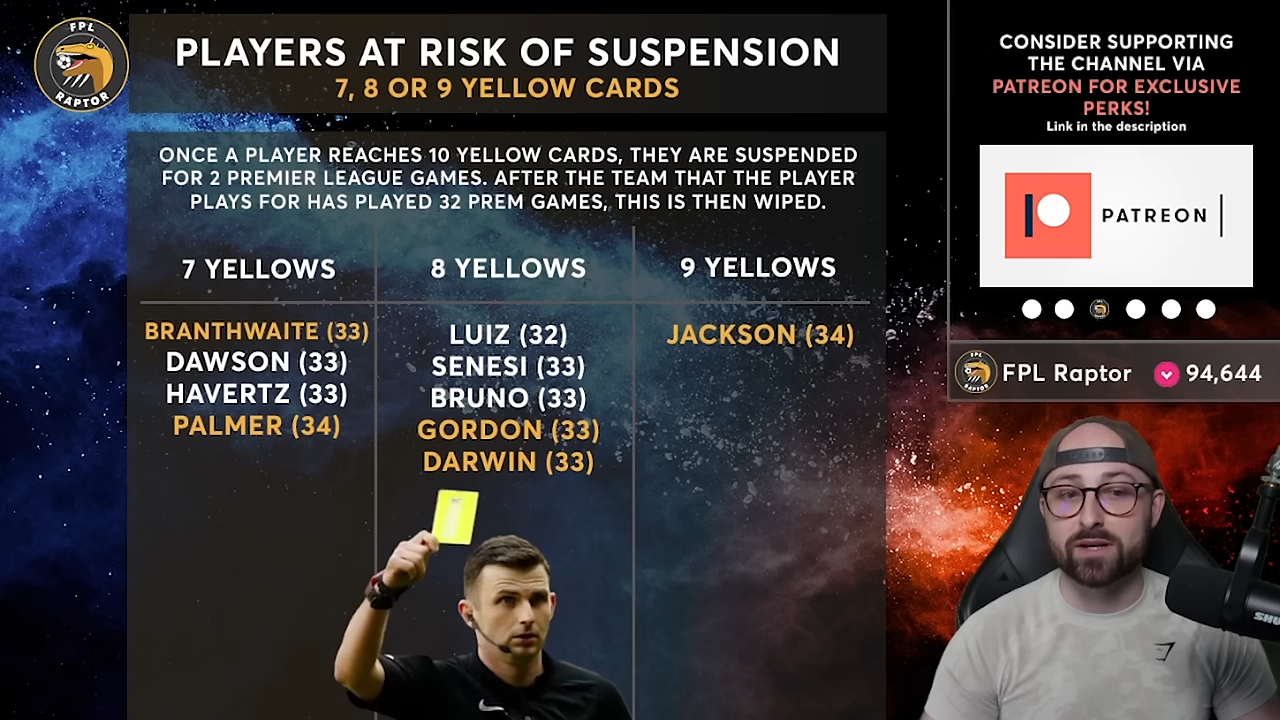 FPL
RAPTOR
PLAYERS AT RISK OF SUSPENSION
7, 8 OR 9 YELLOW CARDS
ONCE A PLAYER REACHES 10 YELLOW CARDS, THEY ARE SUSPENDED
FOR 2 PREMIER LEAGUE GAMES. AFTER THE TEAM THAT THE PLAYER
PLAYS FOR HAS PLAYED 32 PREM GAMES, THIS IS THEN WIPED.
7 YELLOWS
BRANTHWAITE (33)
DAWSON (33)
HAVERTZ (33)
PALMER (34)
8 YELLOWS
LUIZ (32)
SENESI (33)
BRUNO (33)
GORDON (33)
DARWIN (33)
9 YELLOWS
JACKSON (34)
CONSIDER SUPPORTING
THE CHANNEL VIA
PATREON FOR EXCLUSIVE
PERKS!
Link in the description
PATREON
FPL Raptor 94,644